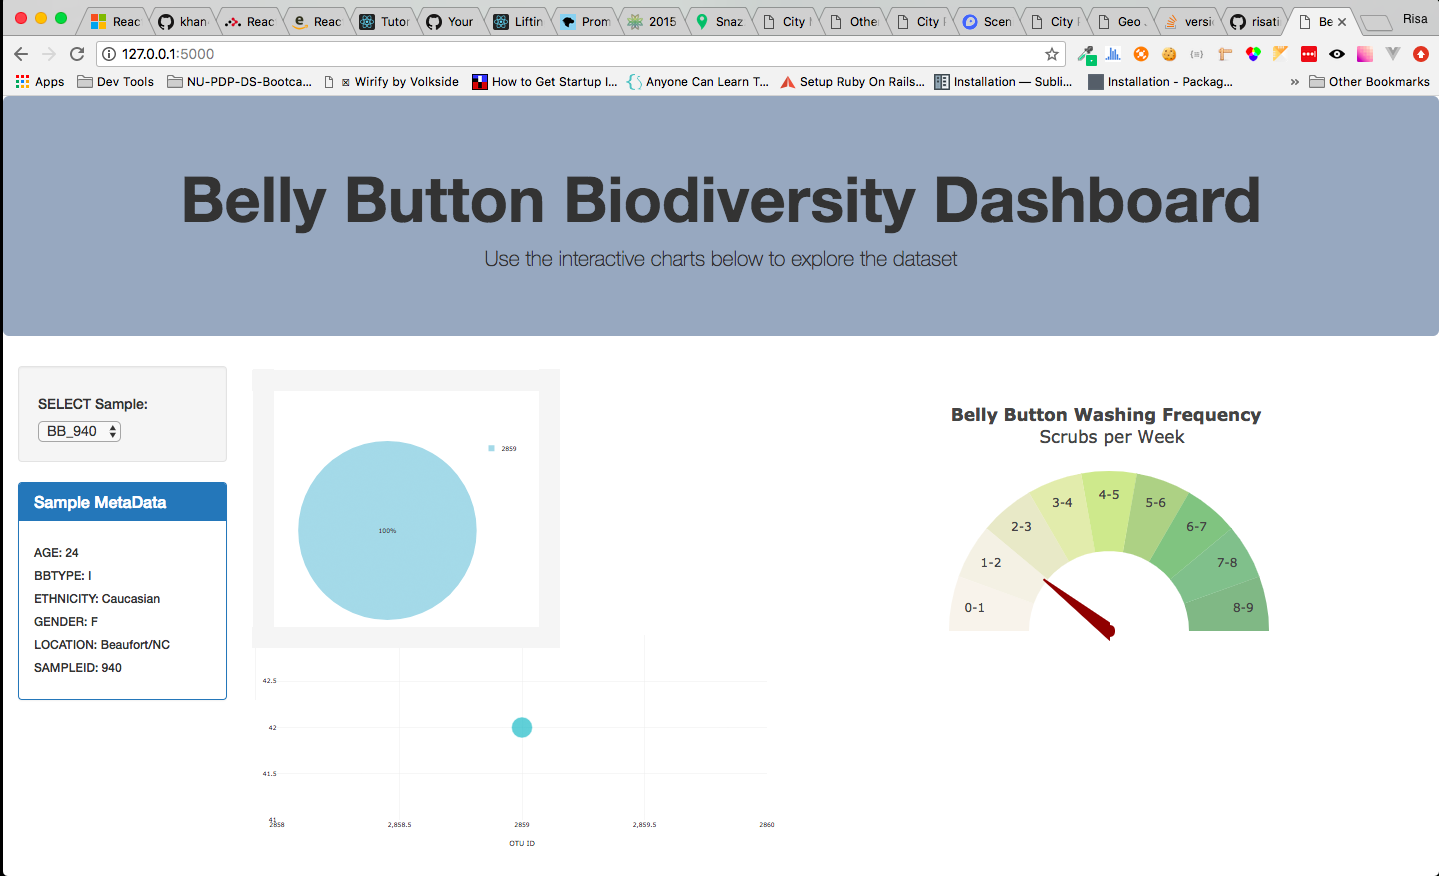 Reac
khan
Reac
Reac
Tutor
Your
Liftin
Prom
2015
Snaz
City
Othe
City
Scen
City
Geo
versi
risati
Be
Risa
127.0.0.1:5000
Apps
Dev Tools
NU-PDP-DS-Bootca...
Wirify by Volkside
How to Get Startup I...
Anyone Can Learn T...
Setup Ruby On Rails...
Installation — Subli...
Installation - Packag...
»
Other Bookmarks
Belly Button Biodiversity Dashboard
Use the interactive charts below to explore the dataset
SELECT Sample:
BB_940
Sample MetaData
AGE: 24
BBTYPE: I
ETHNICITY: Caucasian
GENDER: F
LOCATION: Beaufort/NC
SAMPLEID: 940
2859
100%
42.5
42
41.5
41
2858
2,858.5
2859
2,859.5
2860
OTU ID
Belly Button Washing Frequency
Scrubs per Week
0-1
1-2
2-3
3-4
4-5
5-6
6-7
7-8
8-9